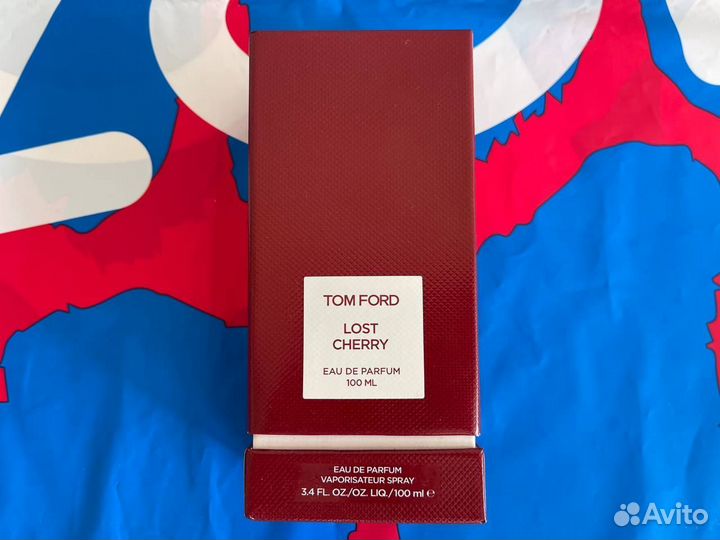 TOM FORD
LOST
CHERRY
EAU DE PARFUM
100 ML
EAU DE PARFUM
VAPORISATEUR SPRAY
3.4 FL. OZ./OZ. LIQ./100 ml ℮
Avito